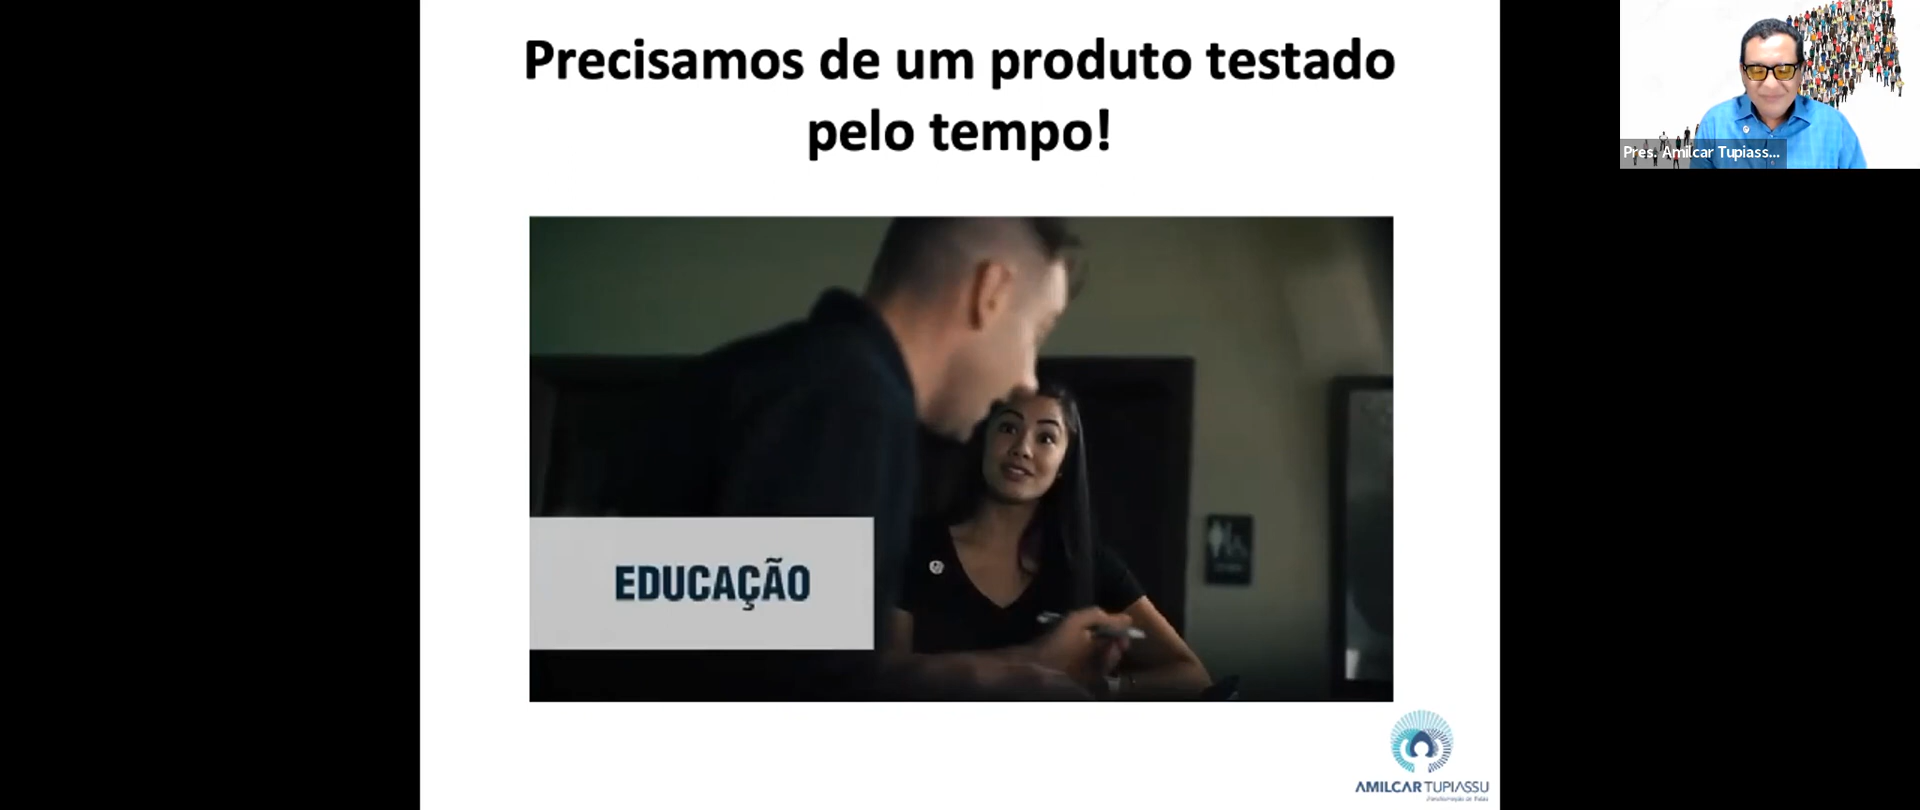 Precisamos de um produto testado
pelo tempo!
Pres. Amilcar Tupiass...
EDUCAÇÃO
AMILCAR TUPIASSU